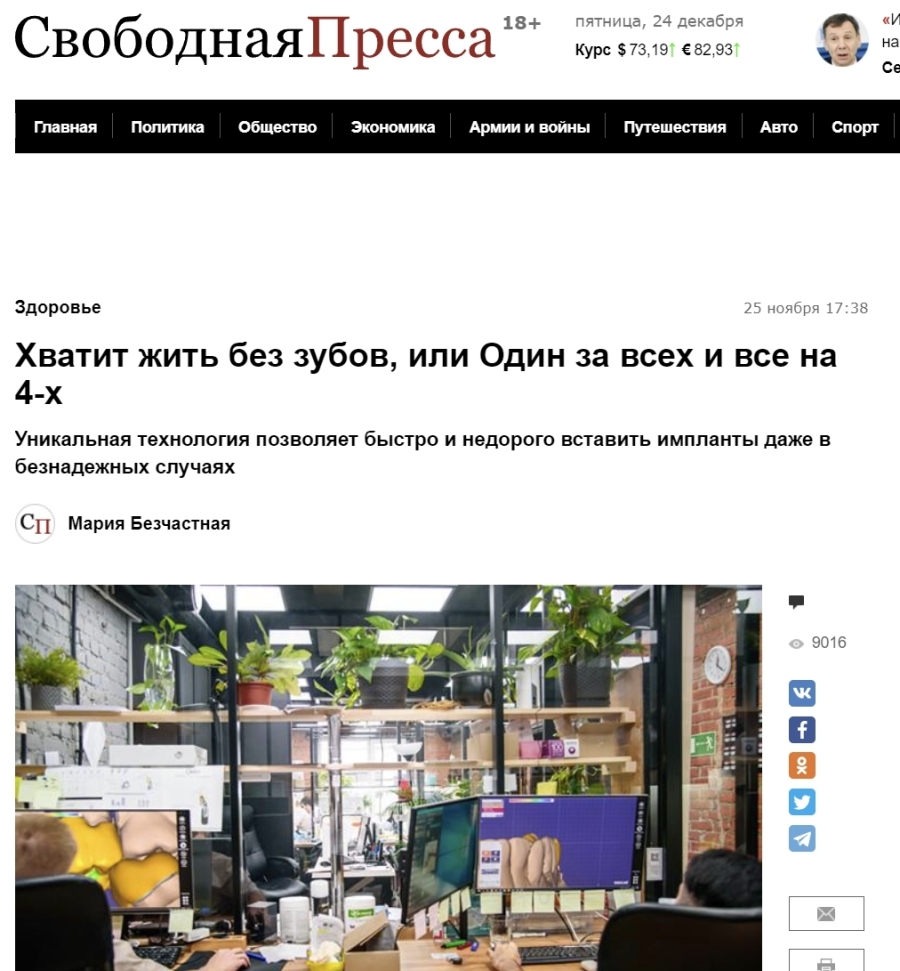 СвободнаяПресса 18+
пятница, 24 декабря
Курс $ 73,19↑ € 82,93↑
«И
на
Се
Главная Политика Общество Экономика Армии и войны Путешествия Авто Спорт
Здоровье
25 ноября 17:38
Хватит жить без зубов, или Один за всех и все на
4-х
Уникальная технология позволяет быстро и недорого вставить импланты даже в
безнадежных случаях
СП Мария Безчастная
9016